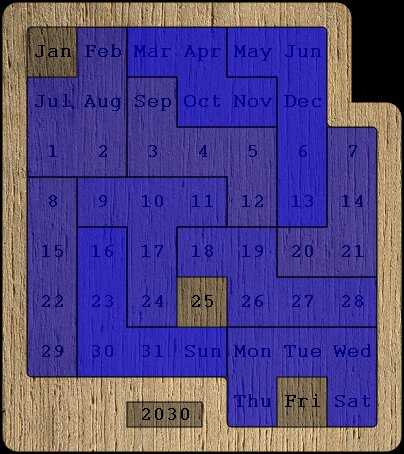 Jan Feb Mar Apr May Jun
Jul Aug Sep Oct Nov Dec
1 2 3 4 5 6 7
8 9 10 11 12 13 14
15 16 17 18 19 20 21
22 23 24 25 26 27 28
29 30 31 Sun Mon Tue Wed
Thu Fri Sat
2030